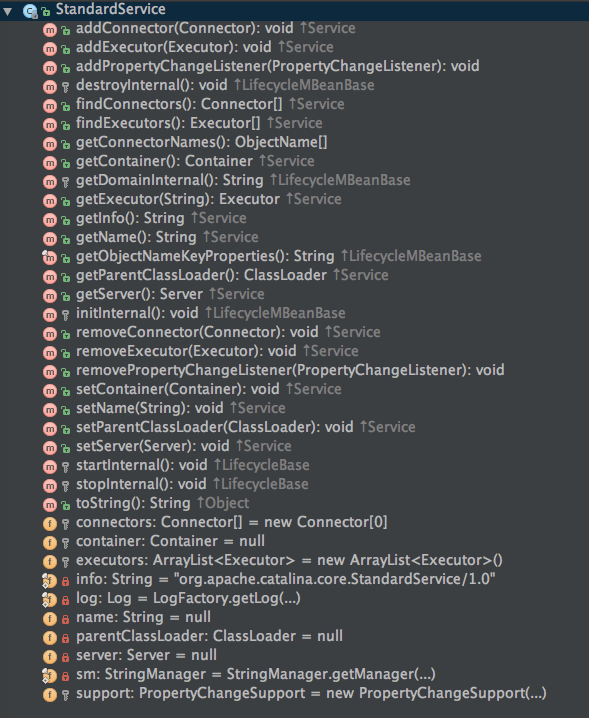 StandardService
addConnector(Connector): void ↑Service
addExecutor(Executor): void ↑Service
addPropertyChangeListener(PropertyChangeListener): void
destroyInternal(): void ↑LifecycleMBeanBase
findConnectors(): Connector[] ↑Service
findExecutors(): Executor[] ↑Service
getConnectorNames(): ObjectName[]
getContainer(): Container ↑Service
getDomainInternal(): String ↑LifecycleMBeanBase
getExecutor(String): Executor ↑Service
getInfo(): String ↑Service
getName(): String ↑Service
getObjectNameKeyProperties(): String ↑LifecycleMBeanBase
getParentClassLoader(): ClassLoader ↑Service
getServer(): Server ↑Service
initInternal(): void ↑LifecycleMBeanBase
removeConnector(Connector): void ↑Service
removeExecutor(Executor): void ↑Service
removePropertyChangeListener(PropertyChangeListener): void
setContainer(Container): void ↑Service
setName(String): void ↑Service
setParentClassLoader(ClassLoader): void ↑Service
setServer(Server): void ↑Service
startInternal(): void ↑LifecycleBase
stopInternal(): void ↑LifecycleBase
toString(): String ↑Object
connectors: Connector[] = new Connector[0]
container: Container = null
executors: ArrayList<Executor> = new ArrayList<Executor>()
info: String = "org.apache.catalina.core.StandardService/1.0"
log: Log = LogFactory.getLog(...)
name: String = null
parentClassLoader: ClassLoader = null
server: Server = null
sm: StringManager = StringManager.getManager(...)
support: PropertyChangeSupport = new PropertyChangeSupport(...)